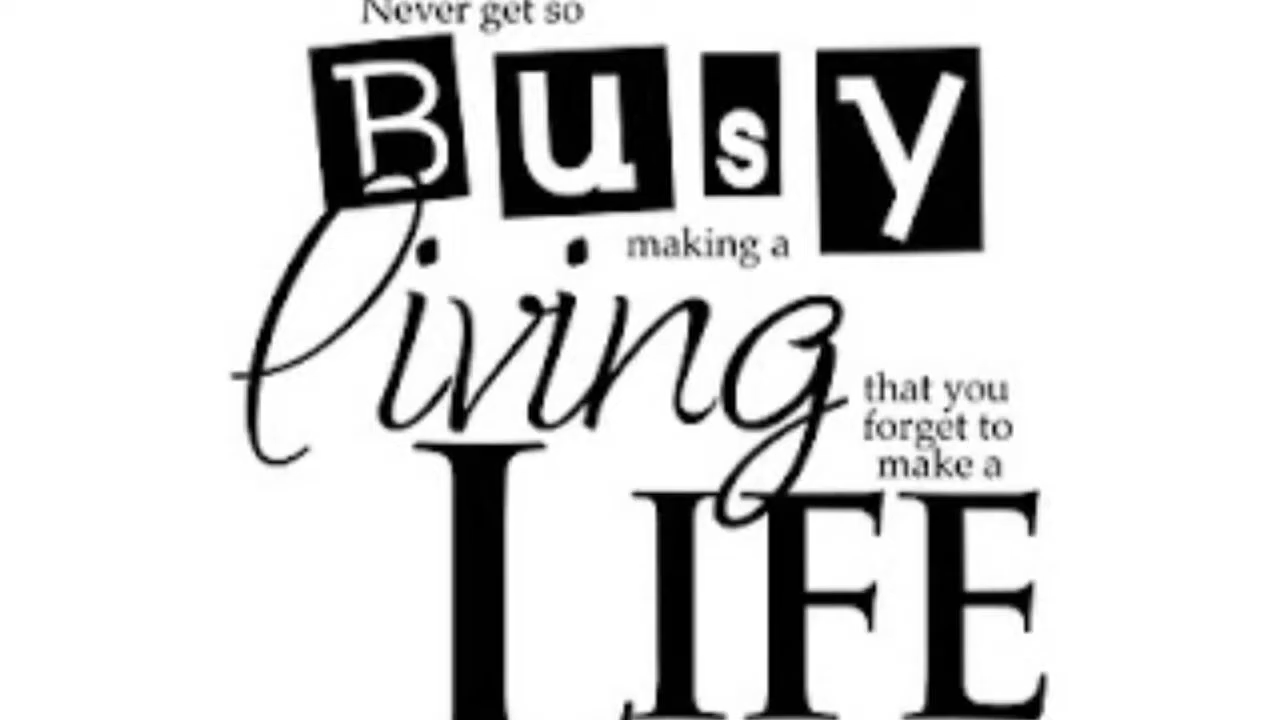 Never get so
Busy
making a
living
that you
forget to
make a
LIFE